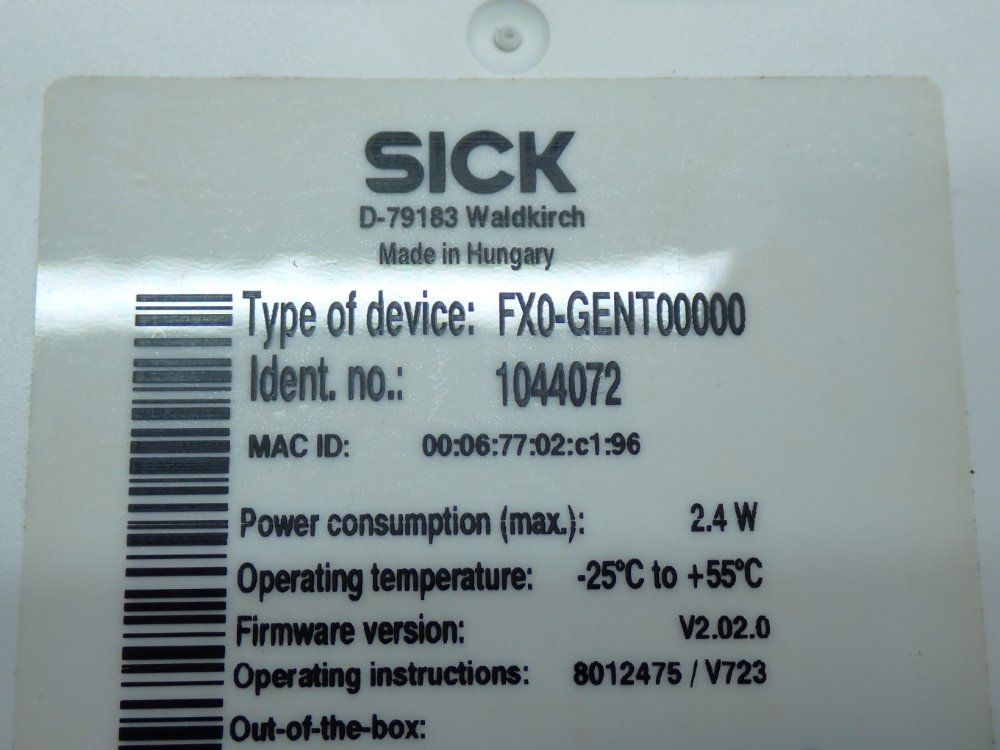 SICK
D-79183 Waldkirch
Made in Hungary
Type of device: FX0-GENT00000
Ident. no.: 1044072
MAC ID: 00:06:77:02:c1:96
Power consumption (max.): 2.4 W
Operating temperature: -25°C to +55°C
Firmware version: V2.02.0
Operating instructions: 8012475 / V723
Out-of-the-box: